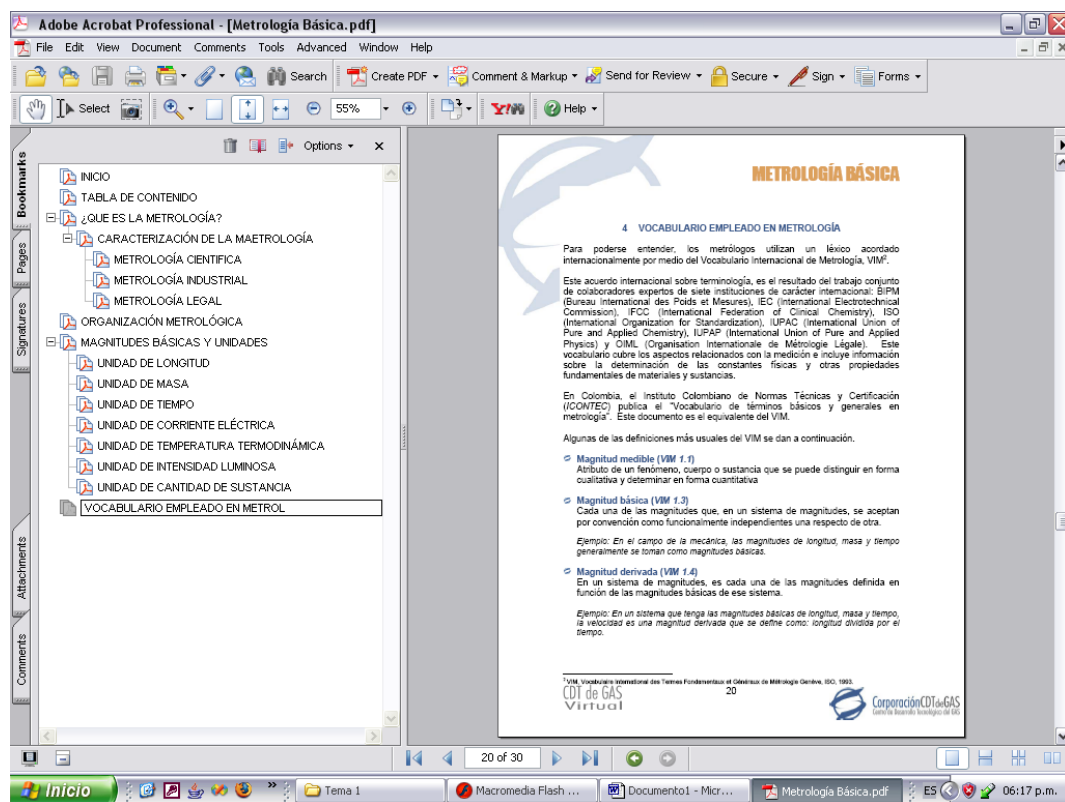 Adobe Acrobat Professional - [Metrología Básica.pdf]
File Edit View Document Comments Tools Advanced Window Help
Search Create PDF Comment & Markup Send for Review Secure Sign Forms
Select 55% Y! Help
Options
Bookmarks
Pages
Signatures
Attachments
Comments
INICIO
TABLA DE CONTENIDO
¿QUE ES LA METROLOGÍA?
CARACTERIZACIÓN DE LA MAETROLOGÍA
METROLOGÍA CIENTIFICA
METROLOGÍA INDUSTRIAL
METROLOGÍA LEGAL
ORGANIZACIÓN METROLÓGICA
MAGNITUDES BÁSICAS Y UNIDADES
UNIDAD DE LONGITUD
UNIDAD DE MASA
UNIDAD DE TIEMPO
UNIDAD DE CORRIENTE ELÉCTRICA
UNIDAD DE TEMPERATURA TERMODINÁMICA
UNIDAD DE INTENSIDAD LUMINOSA
UNIDAD DE CANTIDAD DE SUSTANCIA
VOCABULARIO EMPLEADO EN METROL
METROLOGÍA BÁSICA
4 VOCABULARIO EMPLEADO EN METROLOGÍA
Para poderse entender, los metrólogos utilizan un léxico acordado
internacionalmente por medio del Vocabulario Internacional de Metrología, VIM².
Este acuerdo internacional sobre terminología, es el resultado del trabajo conjunto
de colaboradores expertos de siete instituciones de carácter internacional: BIPM
(Bureau International des Poids et Mesures), IEC (International Electrotechnical
Commission), IFCC (International Federation of Clinical Chemistry), ISO
(International Organization for Standardization), IUPAC (International Union of
Pure and Applied Chemistry), IUPAP (International Union of Pure and Applied
Physics) y OIML (Organisation Internationale de Métrologie Légale). Este
vocabulario cubre los aspectos relacionados con la medición e incluye información
sobre la determinación de las constantes físicas y otras propiedades
fundamentales de materiales y sustancias.
En Colombia, el Instituto Colombiano de Normas Técnicas y Certificación
(ICONTEC) publica el "Vocabulario de términos básicos y generales en
metrología". Este documento es el equivalente del VIM.
Algunas de las definiciones más usuales del VIM se dan a continuación.
Magnitud medible (VIM 1.1)
Atributo de un fenómeno, cuerpo o sustancia que se puede distinguir en forma
cualitativa y determinar en forma cuantitativa
Magnitud básica (VIM 1.3)
Cada una de las magnitudes que, en un sistema de magnitudes, se aceptan
por convención como funcionalmente independientes una respecto de otra.
Ejemplo: En el campo de la mecánica, las magnitudes de longitud, masa y tiempo
generalmente se toman como magnitudes básicas.
Magnitud derivada (VIM 1.4)
En un sistema de magnitudes, es cada una de las magnitudes definida en
función de las magnitudes básicas de ese sistema.
Ejemplo: En un sistema que tenga las magnitudes básicas de longitud, masa y tiempo,
la velocidad es una magnitud derivada que se define como: longitud dividida por el
tiempo.
VIM, Vocabulaire International des Termes Fondamentaux et Généraux de Métrologie Genève, ISO, 1993.
CDT de GAS
Virtual
20
CorporaciónCDTdeGAS
Centro de Desarrollo Tecnológico del GAS
20 of 30
Inicio Tema 1 Macromedia Flash ... Documento1 - Micr... Metrología Básica.pdf ES 06:17 p.m.